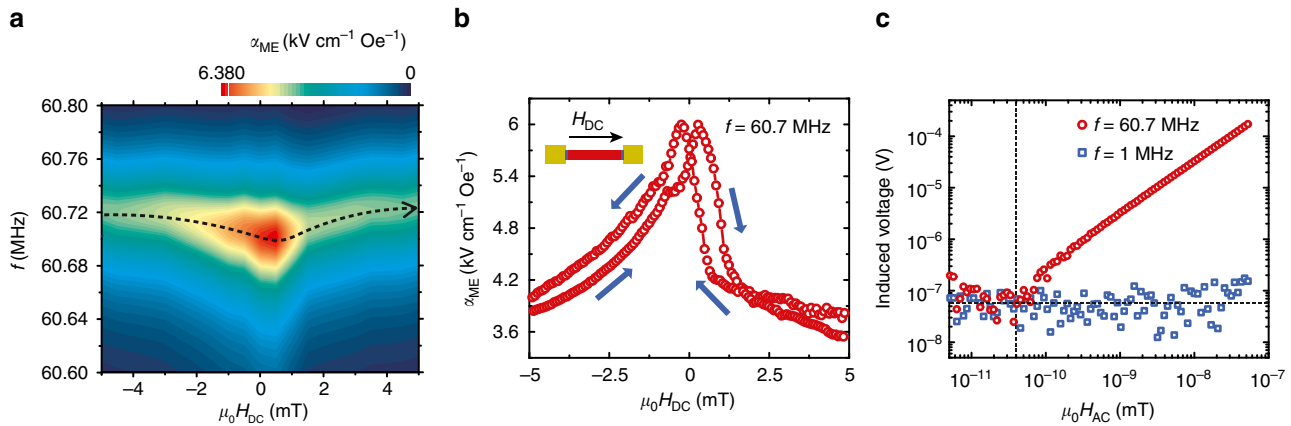 a
α_ME (kV cm⁻¹ Oe⁻¹)
6.380 0
60.80
60.76
60.72
60.68
60.64
60.60
f (MHz)
−4 −2 0 2 4
μ₀H_DC (mT)
b
H_DC
f = 60.7 MHz
6
5.4
4.8
4.2
3.6
α_ME (kV cm⁻¹ Oe⁻¹)
−5 −2.5 0 2.5 5
μ₀H_DC (mT)
c
f = 60.7 MHz
f = 1 MHz
10⁻⁴
10⁻⁵
10⁻⁶
10⁻⁷
10⁻⁸
Induced voltage (V)
10⁻¹¹ 10⁻¹⁰ 10⁻⁹ 10⁻⁸ 10⁻⁷
μ₀H_AC (mT)